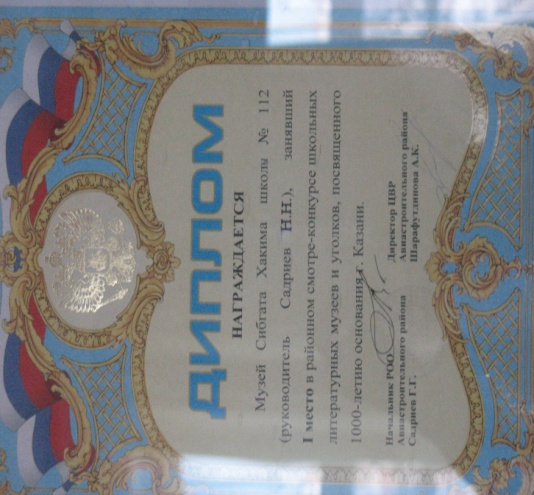 ДИПЛОМ
НАГРАЖДАЕТСЯ
Музей Сибгата Хакима школы № 112
(руководитель Садриев Н.Н.), занявший
I место в районном смотре-конкурсе школьных
литературных музеев и уголков, посвященного
1000-летию основания г. Казани.
Начальник РОО
Авиастроительного района
Садриев Г.Г.
Директор ЦВР
Авиастроительного района
Шарафутдинова А.К.